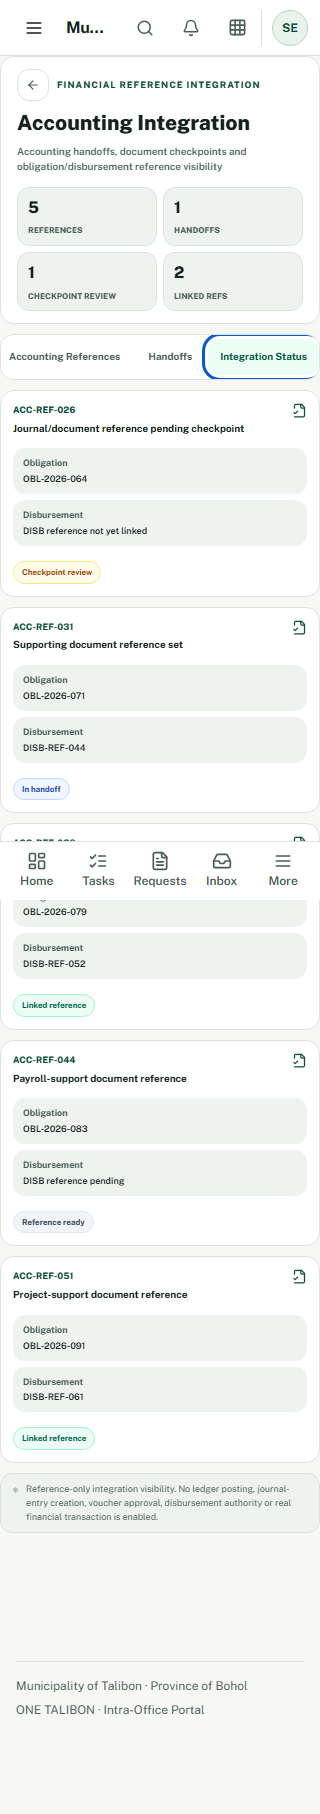 Mu...
SE
FINANCIAL REFERENCE INTEGRATION
Accounting Integration
Accounting handoffs, document checkpoints and
obligation/disbursement reference visibility
5
REFERENCES
1
HANDOFFS
1
CHECKPOINT REVIEW
2
LINKED REFS
Accounting References
Handoffs
Integration Status
ACC-REF-026
Journal/document reference pending checkpoint
Obligation
OBL-2026-064
Disbursement
DISB reference not yet linked
Checkpoint review
ACC-REF-031
Supporting document reference set
Obligation
OBL-2026-071
Disbursement
DISB-REF-044
In handoff
Home
Tasks
Requests
Inbox
More
OBL-2026-079
Disbursement
DISB-REF-052
Linked reference
ACC-REF-044
Payroll-support document reference
Obligation
OBL-2026-083
Disbursement
DISB reference pending
Reference ready
ACC-REF-051
Project-support document reference
Obligation
OBL-2026-091
Disbursement
DISB-REF-061
Linked reference
Reference-only integration visibility. No ledger posting, journal-
entry creation, voucher approval, disbursement authority or real
financial transaction is enabled.
Municipality of Talibon · Province of Bohol
ONE TALIBON · Intra-Office Portal